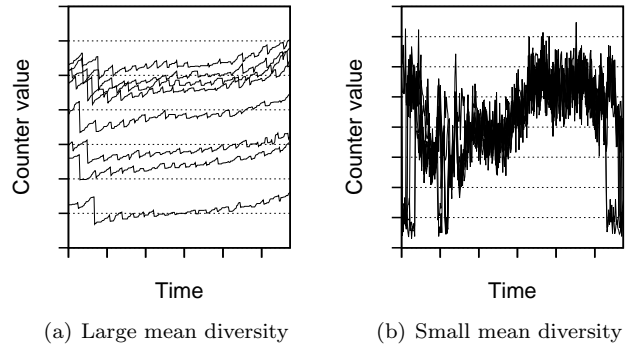 Counter value
Time
(a) Large mean diversity
Counter value
Time
(b) Small mean diversity